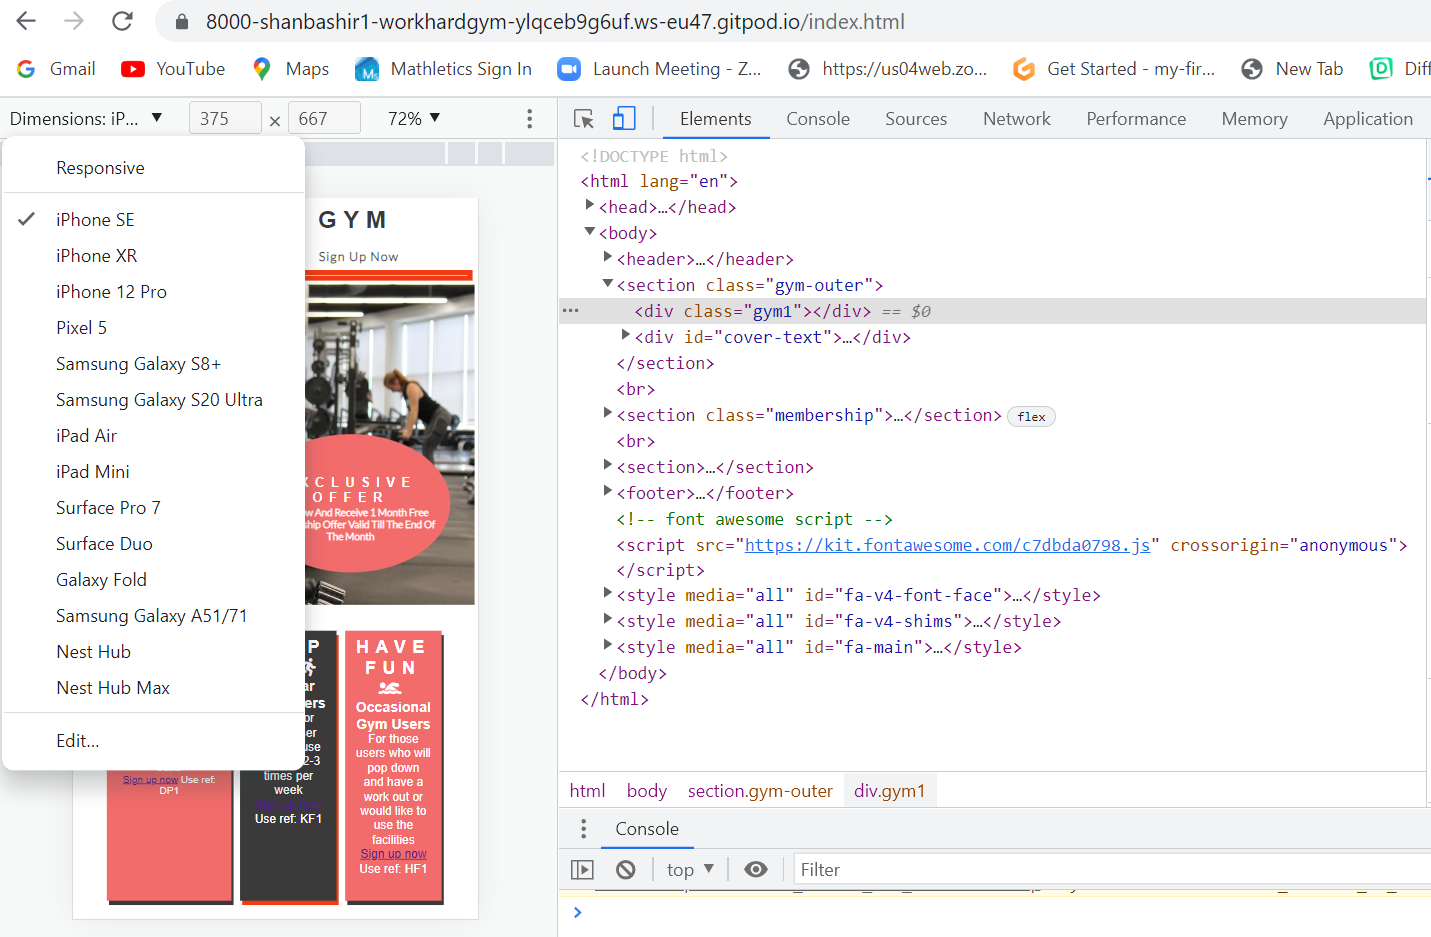 8000-shanbashir1-workhardgym-ylqceb9g6uf.ws-eu47.gitpod.io/index.html
Gmail YouTube Maps Mathletics Sign In Launch Meeting - Z... https://us04web.zo... Get Started - my-fir... New Tab Diff
Dimensions: iP... 375 × 667 72%
Elements Console Sources Network Performance Memory Application
Responsive
iPhone SE
iPhone XR
iPhone 12 Pro
Pixel 5
Samsung Galaxy S8+
Samsung Galaxy S20 Ultra
iPad Air
iPad Mini
Surface Pro 7
Surface Duo
Galaxy Fold
Samsung Galaxy A51/71
Nest Hub
Nest Hub Max
Edit...
GYM
Sign Up Now
XCLUSIVE
OFFER
w And Receive 1 Month Free
ship Offer Valid Till The End Of
The Month
Sign up now Use ref:
DP1
P
ar
ers
or
ser
use
2-3
times per
week
Sign up now
Use ref: KF1
HAVE
FUN
Occasional
Gym Users
For those
users who will
pop down
and have a
work out or
would like to
use the
facilities
Sign up now
Use ref: HF1
<!DOCTYPE html>
<html lang="en">
<head>…</head>
<body>
<header>…</header>
<section class="gym-outer">
<div class="gym1"></div> == $0
<div id="cover-text">…</div>
</section>
<br>
<section class="membership">…</section> flex
<br>
<section>…</section>
<footer>…</footer>
<!-- font awesome script -->
<script src="https://kit.fontawesome.com/c7dbda0798.js" crossorigin="anonymous">
</script>
<style media="all" id="fa-v4-font-face">…</style>
<style media="all" id="fa-v4-shims">…</style>
<style media="all" id="fa-main">…</style>
</body>
</html>
html body section.gym-outer div.gym1
Console
top Filter